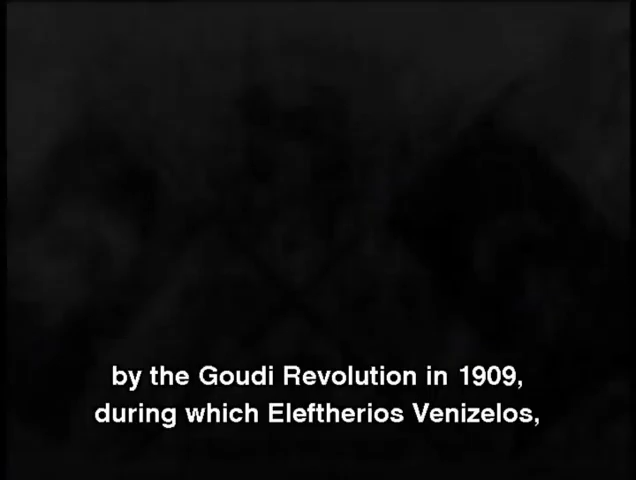 by the Goudi Revolution in 1909,
during which Eleftherios Venizelos,